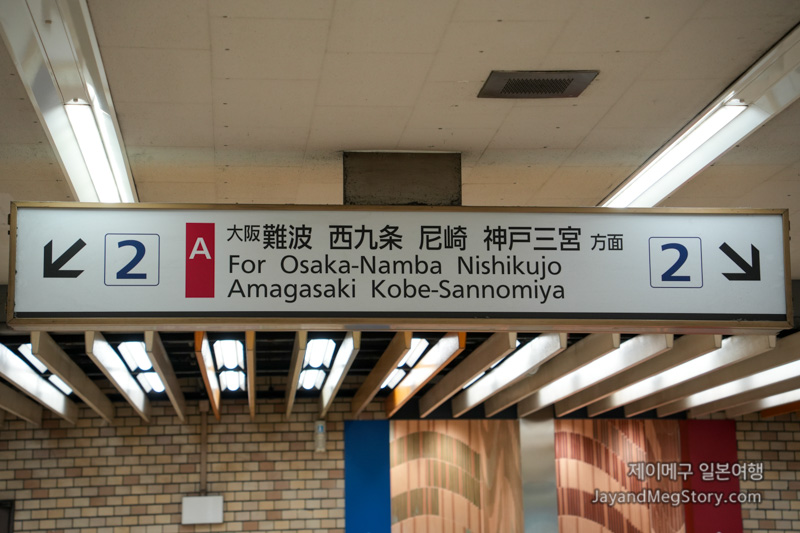 2
A
大阪難波 西九条 尼崎 神戸三宮 方面
For Osaka-Namba Nishikujo
Amagasaki Kobe-Sannomiya
2
제이메구 일본여행
JayandMegStory.com